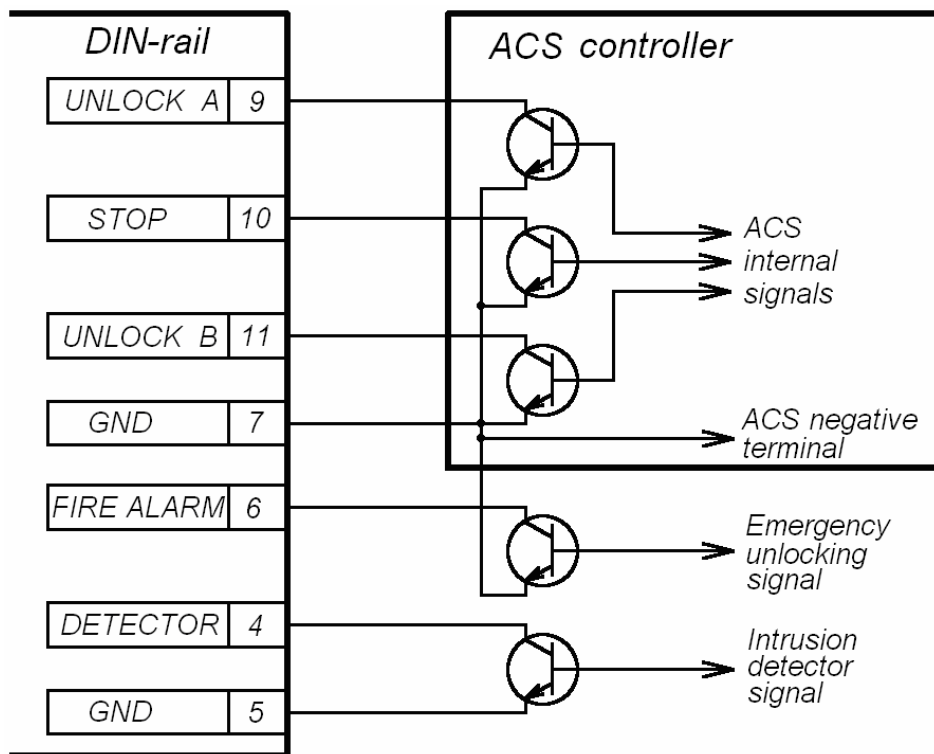 DIN-rail
ACS controller
UNLOCK A 9
STOP 10
UNLOCK B 11
GND 7
FIRE ALARM 6
DETECTOR 4
GND 5
ACS
internal
signals
ACS negative
terminal
Emergency
unlocking
signal
Intrusion
detector
signal